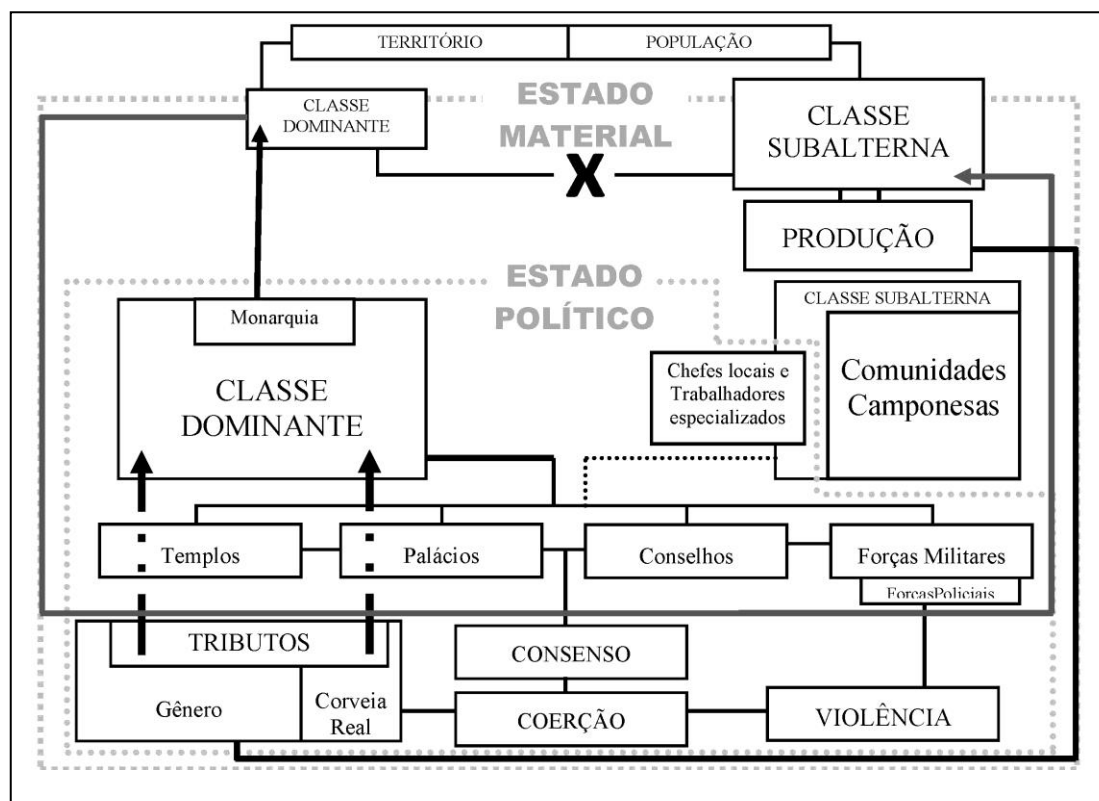 TERRITÓRIO
POPULAÇÃO
ESTADO
MATERIAL
CLASSE
DOMINANTE
CLASSE
SUBALTERNA
X
PRODUÇÃO
ESTADO
POLÍTICO
Monarquia
CLASSE
DOMINANTE
CLASSE SUBALTERNA
Chefes locais e
Trabalhadores
especializados
Comunidades
Camponesas
Templos
Palácios
Conselhos
Forças Militares
ForçasPoliciais
TRIBUTOS
Gênero
Corveia
Real
CONSENSO
COERÇÃO
VIOLÊNCIA